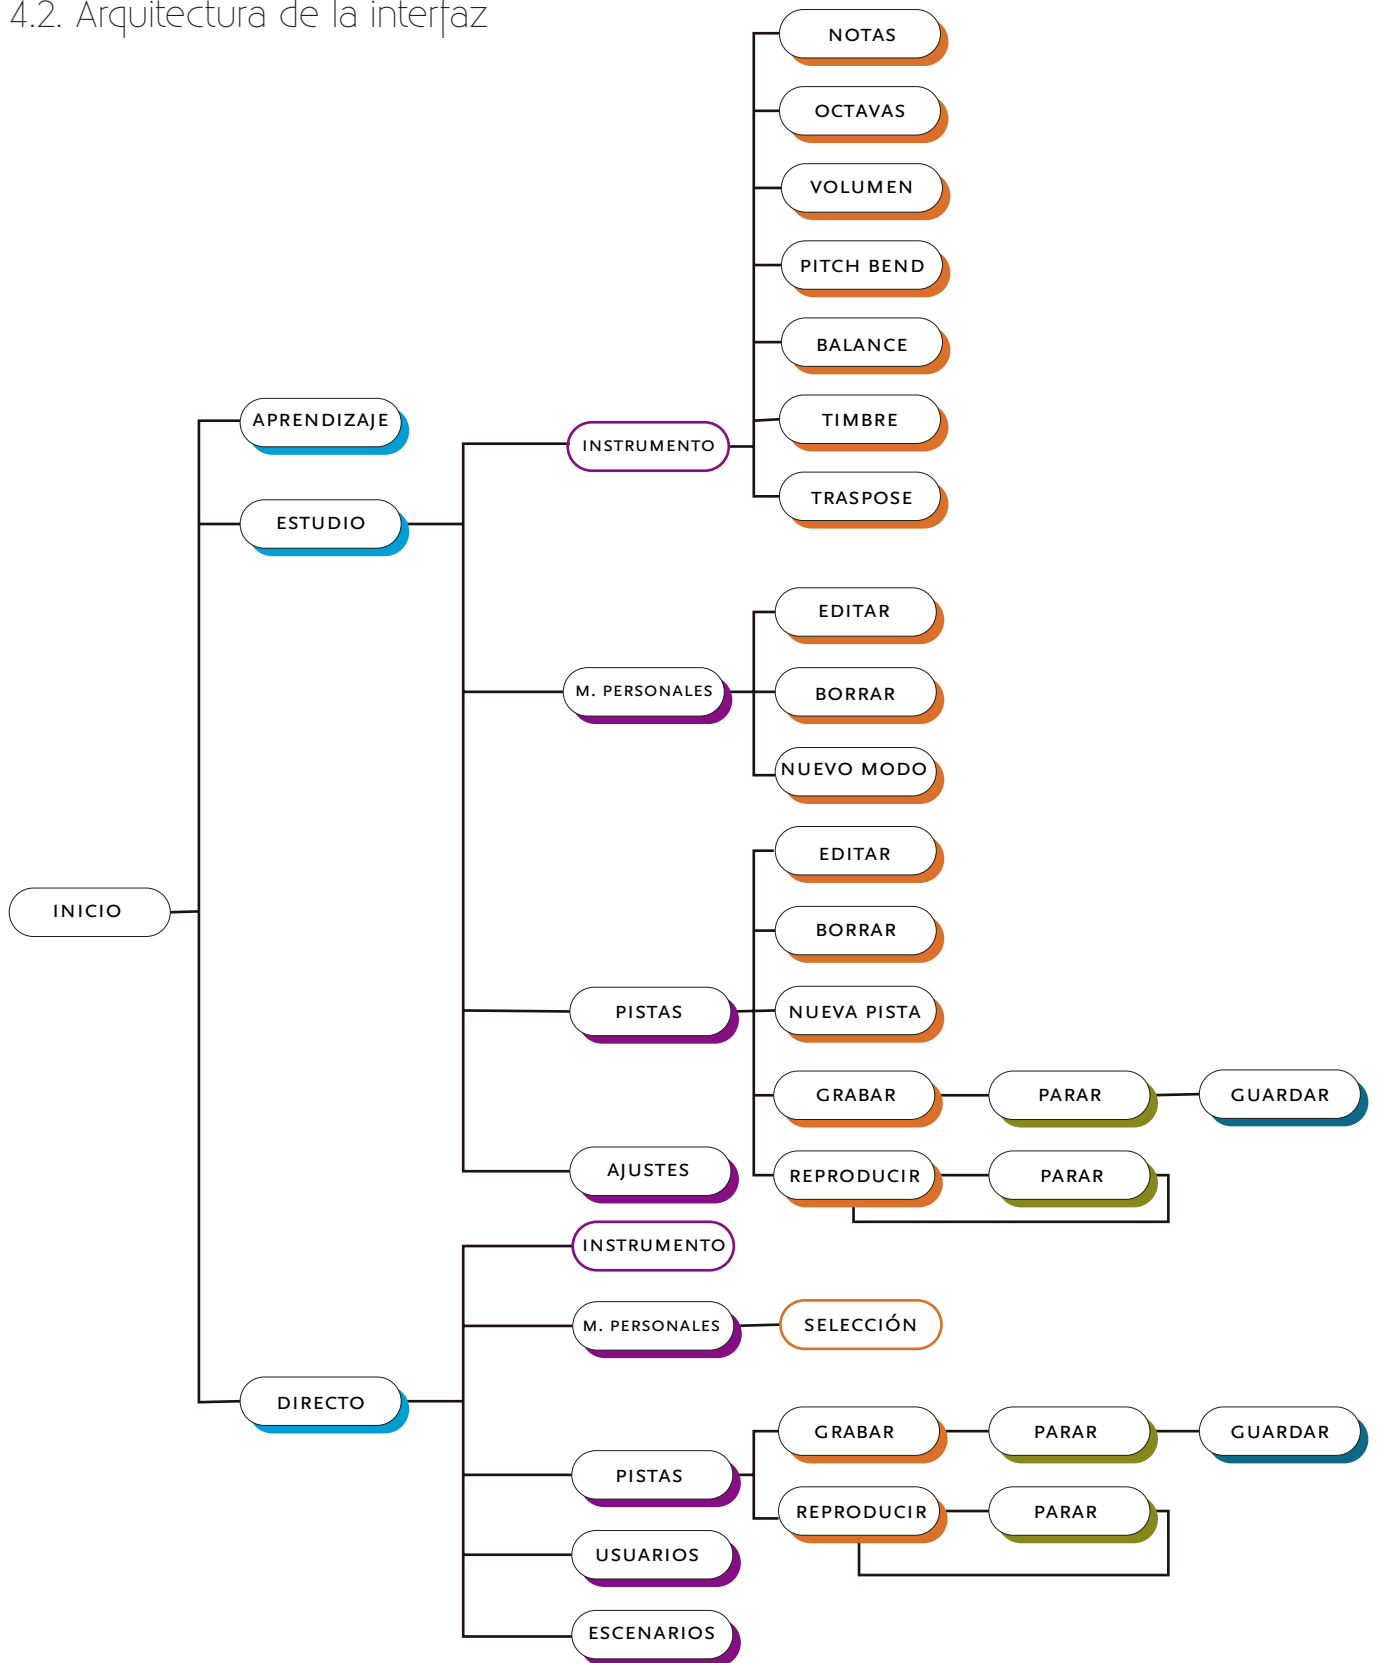 4.2. Arquitectura de la interfaz
NOTAS
OCTAVAS
VOLUMEN
PITCH BEND
BALANCE
APRENDIZAJE
TIMBRE
INSTRUMENTO
TRASPOSE
ESTUDIO
EDITAR
M. PERSONALES
BORRAR
NUEVO MODO
EDITAR
INICIO
BORRAR
PISTAS
NUEVA PISTA
GRABAR
PARAR
GUARDAR
AJUSTES
REPRODUCIR
PARAR
INSTRUMENTO
M. PERSONALES
SELECCIÓN
DIRECTO
GRABAR
PARAR
GUARDAR
PISTAS
REPRODUCIR
PARAR
USUARIOS
ESCENARIOS